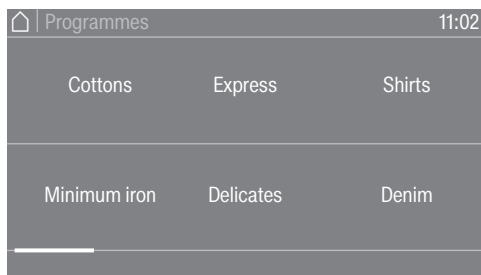 Programmes 11:02
Cottons Express Shirts
Minimum iron Delicates Denim